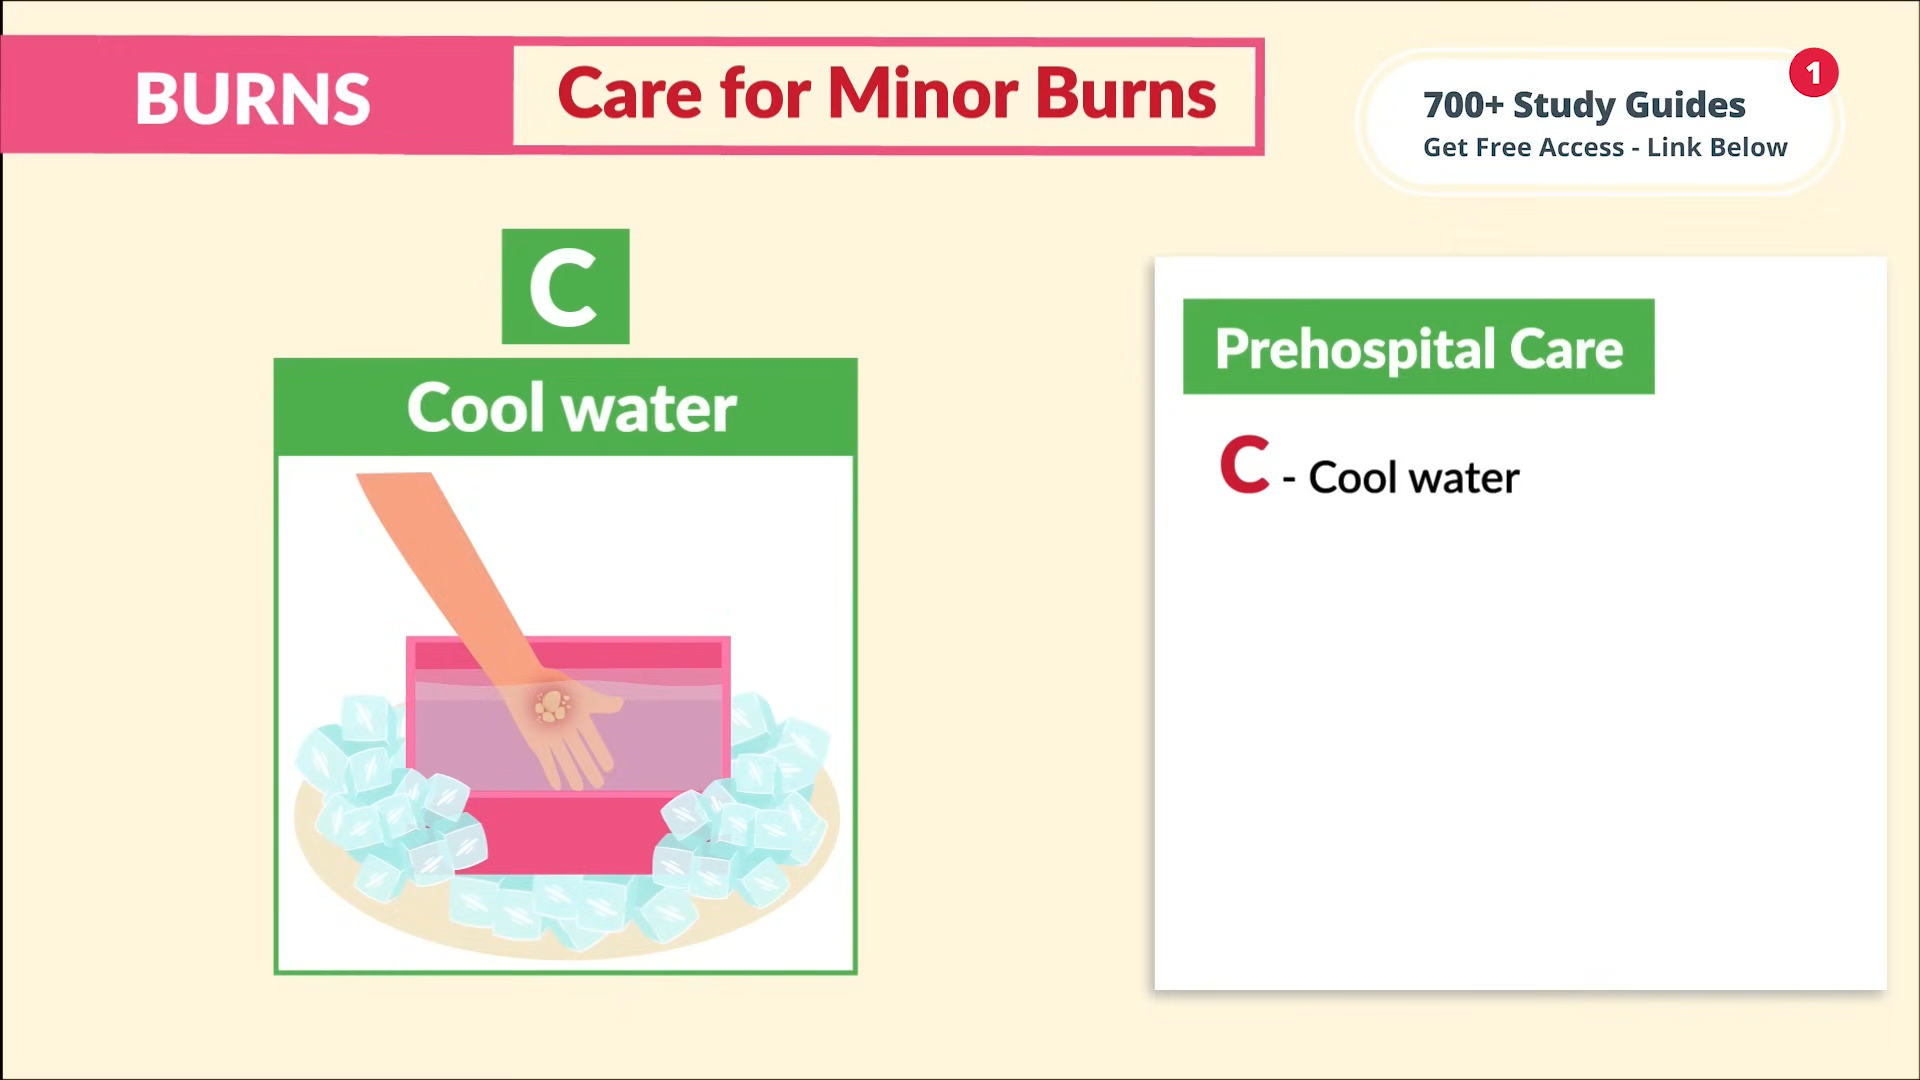 BURNS
Care for Minor Burns
1
700+ Study Guides
Get Free Access - Link Below
C
Cool water
Prehospital Care
C - Cool water